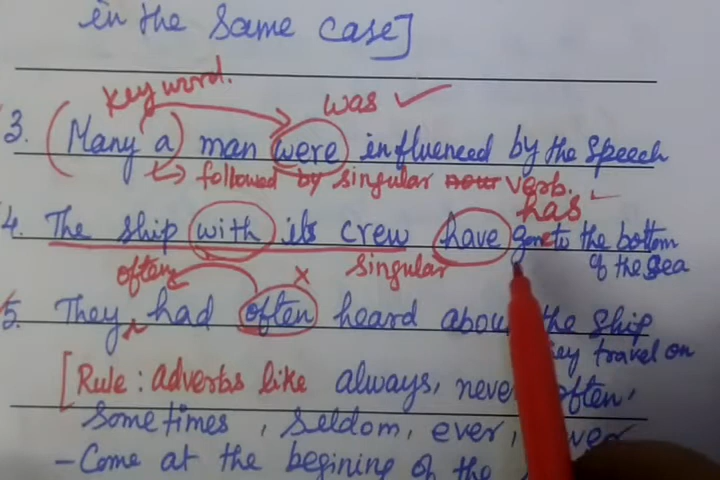 in the same case]
key word. was ✓
3. (Many a) man were influenced by the speech
↳ followed by singular nour verb.
has ✓
4. The ship with its crew have gone to the bottom
often singular of the sea
5. They had often heard about the ship
they travel on
[Rule: adverbs like always, never, often,
sometimes, seldom, ever,
- Come at the begining of the